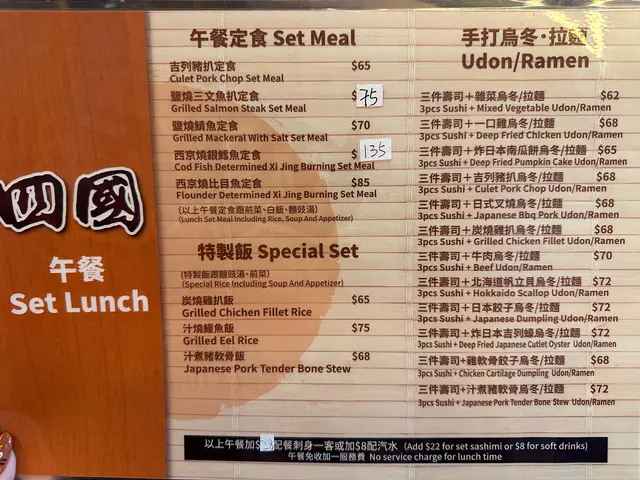 四國
午餐
Set Lunch
午餐定食 Set Meal
吉列豬扒定食 $65
Culet Pork Chop Set Meal
鹽燒三文魚扒定食 $75
Grilled Salmon Steak Set Meal
鹽燒鯖魚定食 $70
Grilled Mackeral With Salt Set Meal
西京燒銀鱈魚定食 $135
Cod Fish Determined Xi Jing Burning Set Meal
西京燒比目魚定食 $85
Flounder Determined Xi Jing Burning Set Meal
(以上午餐定食跟前菜、白飯、麵豉湯)
(Lunch Set Meal Including Rice, Soup And Appetizer)
特製飯 Special Set
(特製飯跟麵豉湯、前菜)
(Special Rice Including Soup And Appetizer)
炭燒雞扒飯 $65
Grilled Chichen Fillet Rice
汁燒鰻魚飯 $75
Grilled Eel Rice
汁煮豬軟骨飯 $68
Japanese Pork Tender Bone Stew
手打烏冬·拉麵
Udon/Ramen
三件壽司＋雜菜烏冬/拉麵 $62
3pcs Sushi + Mixed Vegetable Udon/Ramen
三件壽司＋一口雞烏冬/拉麵 $68
3pcs Sushi + Deep Fried Chicken Udon/Ramen
三件壽司＋炸日本南瓜餅烏冬/拉麵 $65
3pcs Sushi + Deep Fried Pumpkin Cake Udon/Ramen
三件壽司＋吉列豬扒烏冬/拉麵 $68
3pcs Sushi + Culet Pork Chop Udon/Ramen
三件壽司＋日式叉燒烏冬/拉麵 $68
3pcs Sushi + Japanese Bbq Pork Udon/Ramen
三件壽司＋炭燒雞扒烏冬/拉麵 $68
3pcs Sushi + Grilled Chicken Fillet Udon/Ramen
三件壽司＋牛肉烏冬/拉麵 $70
3pcs Sushi + Beef Udon/Ramen
三件壽司＋北海道帆立貝烏冬/拉麵 $72
3pcs Sushi + Hokkaido Scallop Udon/Ramen
三件壽司＋日本餃子烏冬/拉麵 $72
3pcs Sushi + Japanese Dumpling Udon/Ramen
三件壽司＋炸日本吉列蠔烏冬/拉麵 $72
3pcs Sushi + Deep Fried Japanese Cutlet Oyster Udon/Ramen
三件壽司+雞軟骨餃子烏冬/拉麵 $68
3pcs Sushi + Chicken Cartilage Dumpling Udon/Ramen
三件壽司+汁煮豬軟骨烏冬/拉麵 $72
3pcs Sushi + Japanese Pork Tender Bone Stew Udon/Ramen
以上午餐加$配餐刺身一客或加$8配汽水 (Add $22 for set sashimi or $8 for soft drinks)
午餐免收加一服務費 No service charge for lunch time